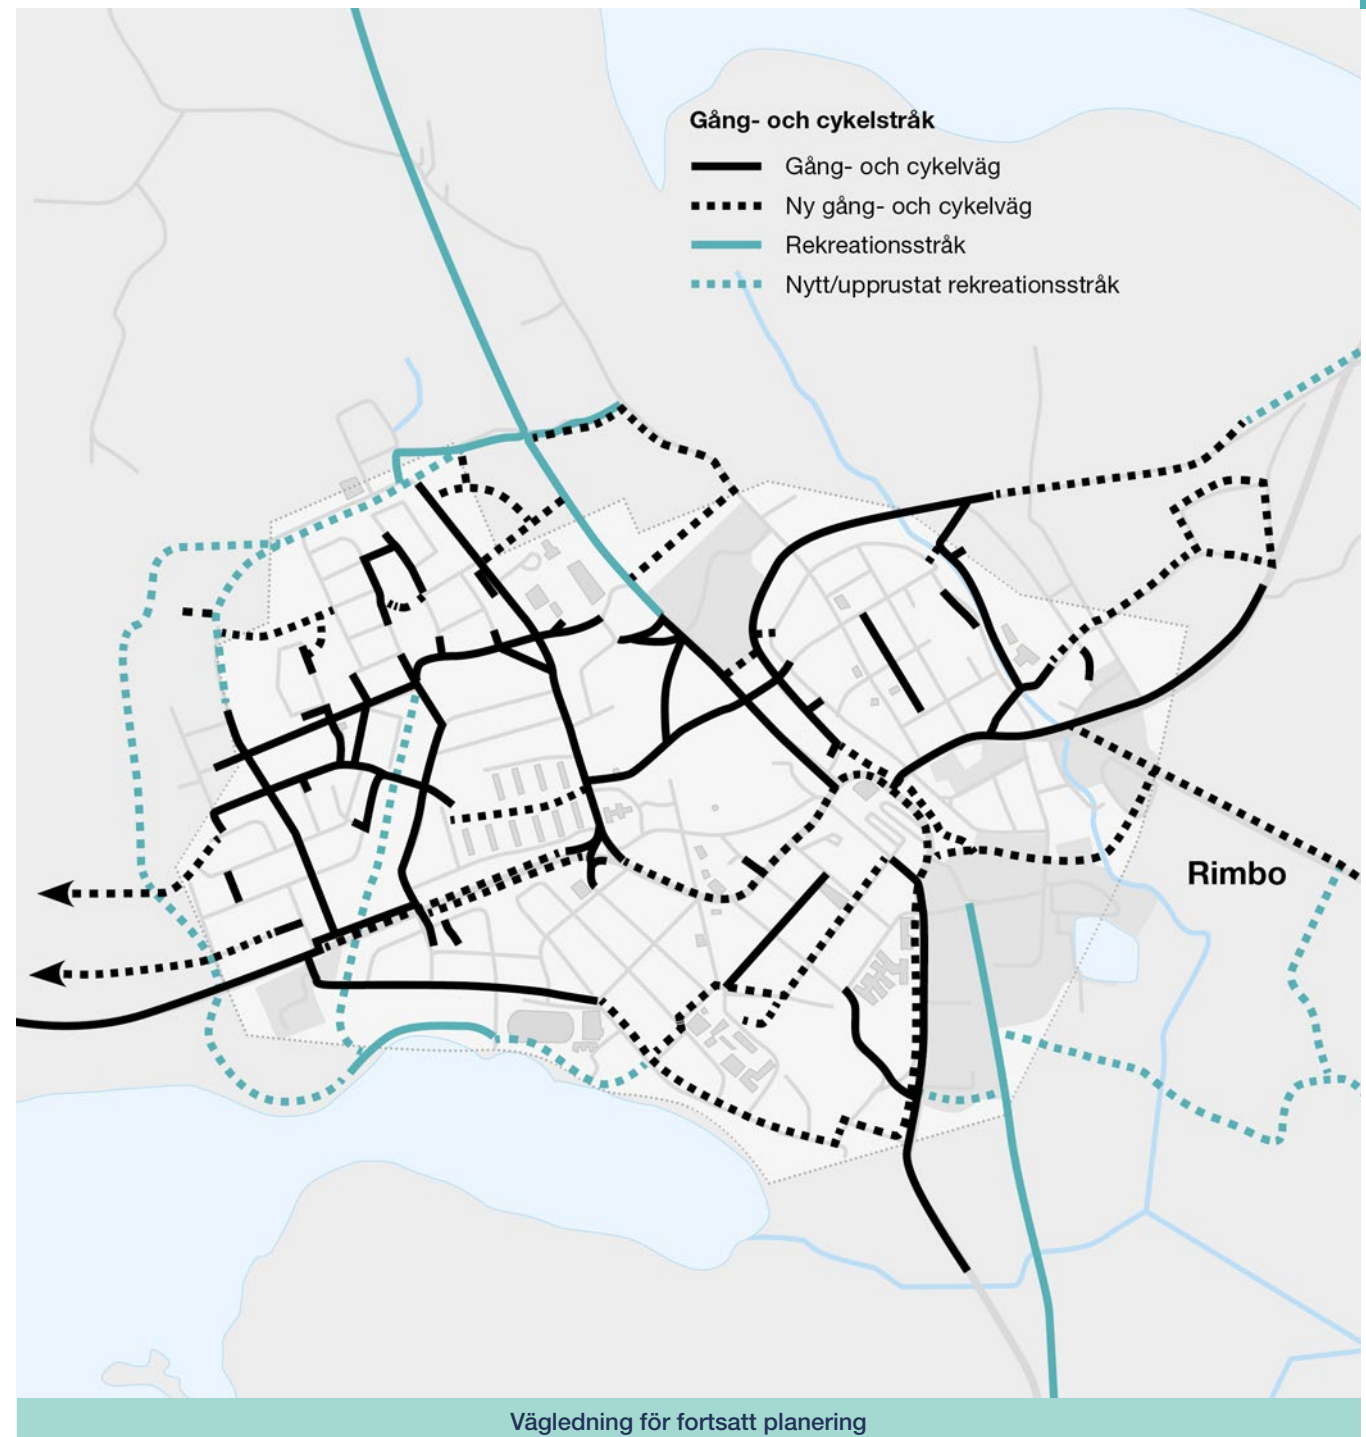 Gång- och cykelstråk
Gång- och cykelväg
Ny gång- och cykelväg
Rekreationsstråk
Nytt/upprustat rekreationsstråk
Rimbo
Vägledning för fortsatt planering